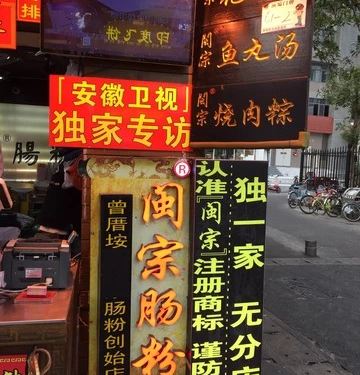 排
印度飞饼
闽宗 鱼丸汤
闽宗® 烧肉粽
「安徽卫视」
独家专访
腸粉
®
闽宗肠粉
曾厝垵 肠粉创始店
独一家 无分店
认准『闽宗』注册商标 谨防